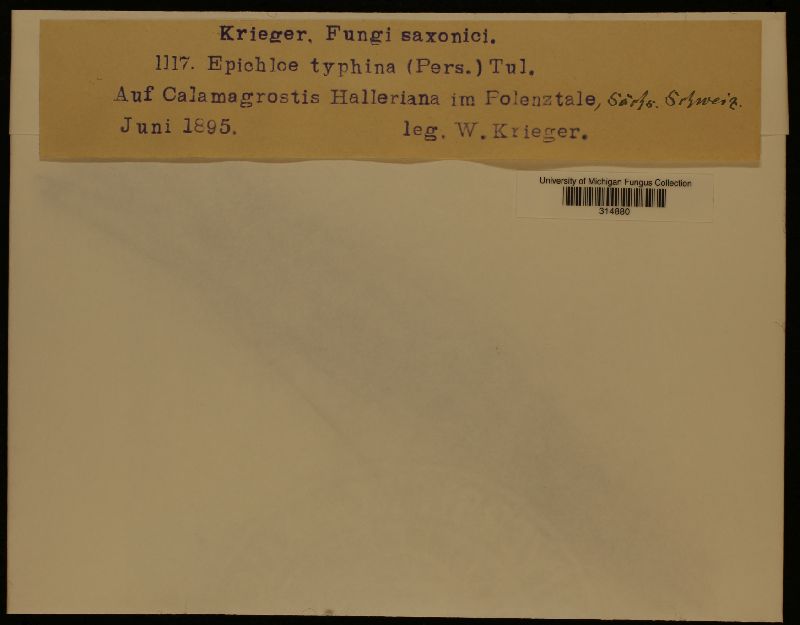 Krieger, Fungi saxonici.
1117. Epichloe typhina (Pers.) Tul.
Auf Calamagrostis Halleriana im Polenztale, Sächs. Schweiz.
Juni 1895. leg. W. Krieger.
University of Michigan Fungus Collection
314880